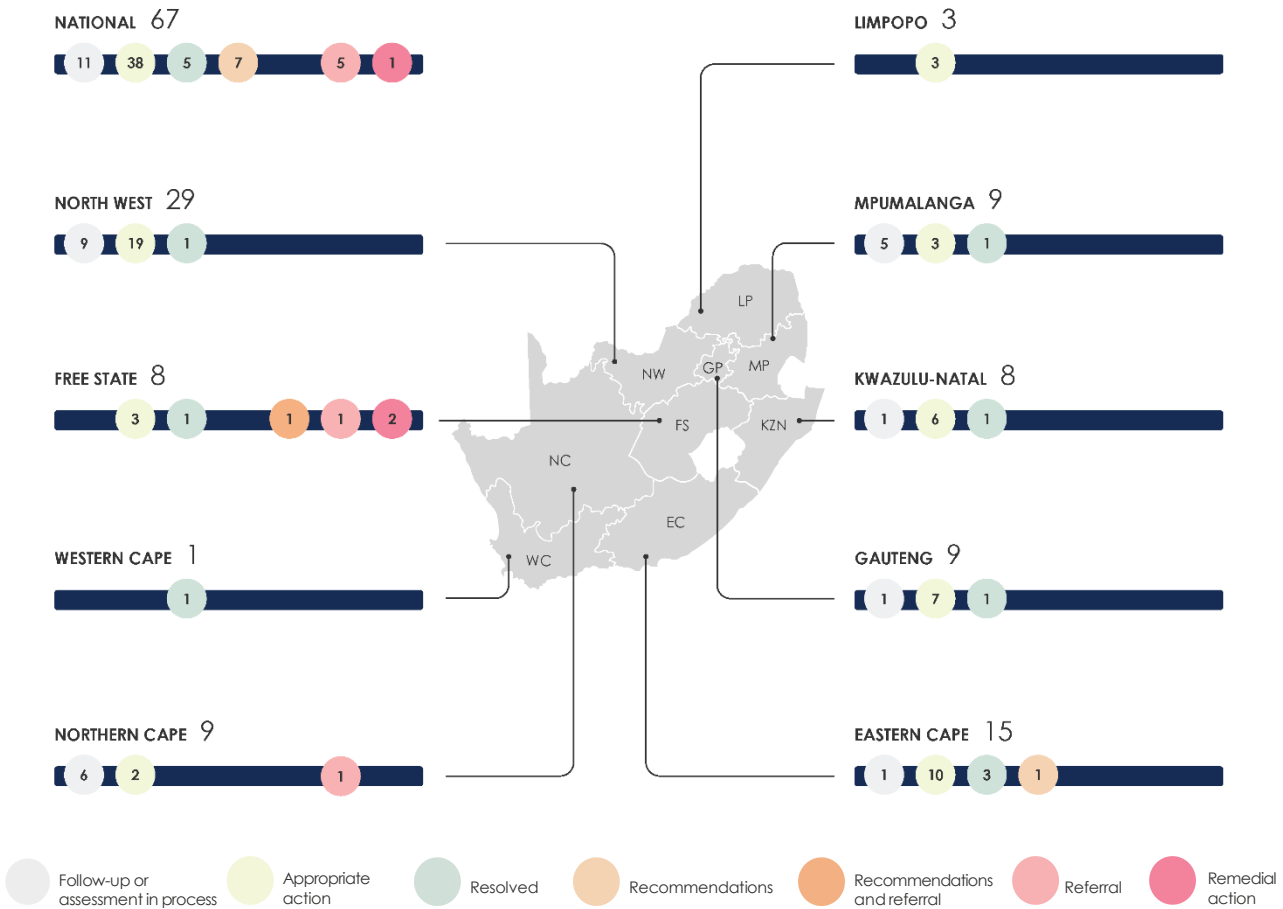 NATIONAL 67
11 38 5 7 5 1
NORTH WEST 29
9 19 1
FREE STATE 8
3 1 1 1 2
WESTERN CAPE 1
1
NORTHERN CAPE 9
6 2 1
LIMPOPO 3
3
MPUMALANGA 9
5 3 1
KWAZULU-NATAL 8
1 6 1
GAUTENG 9
1 7 1
EASTERN CAPE 15
1 10 3 1
LP
NW
GP
MP
FS
KZN
NC
EC
WC
Follow-up or
assessment in process
Appropriate
action
Resolved
Recommendations
Recommendations
and referral
Referral
Remedial
action